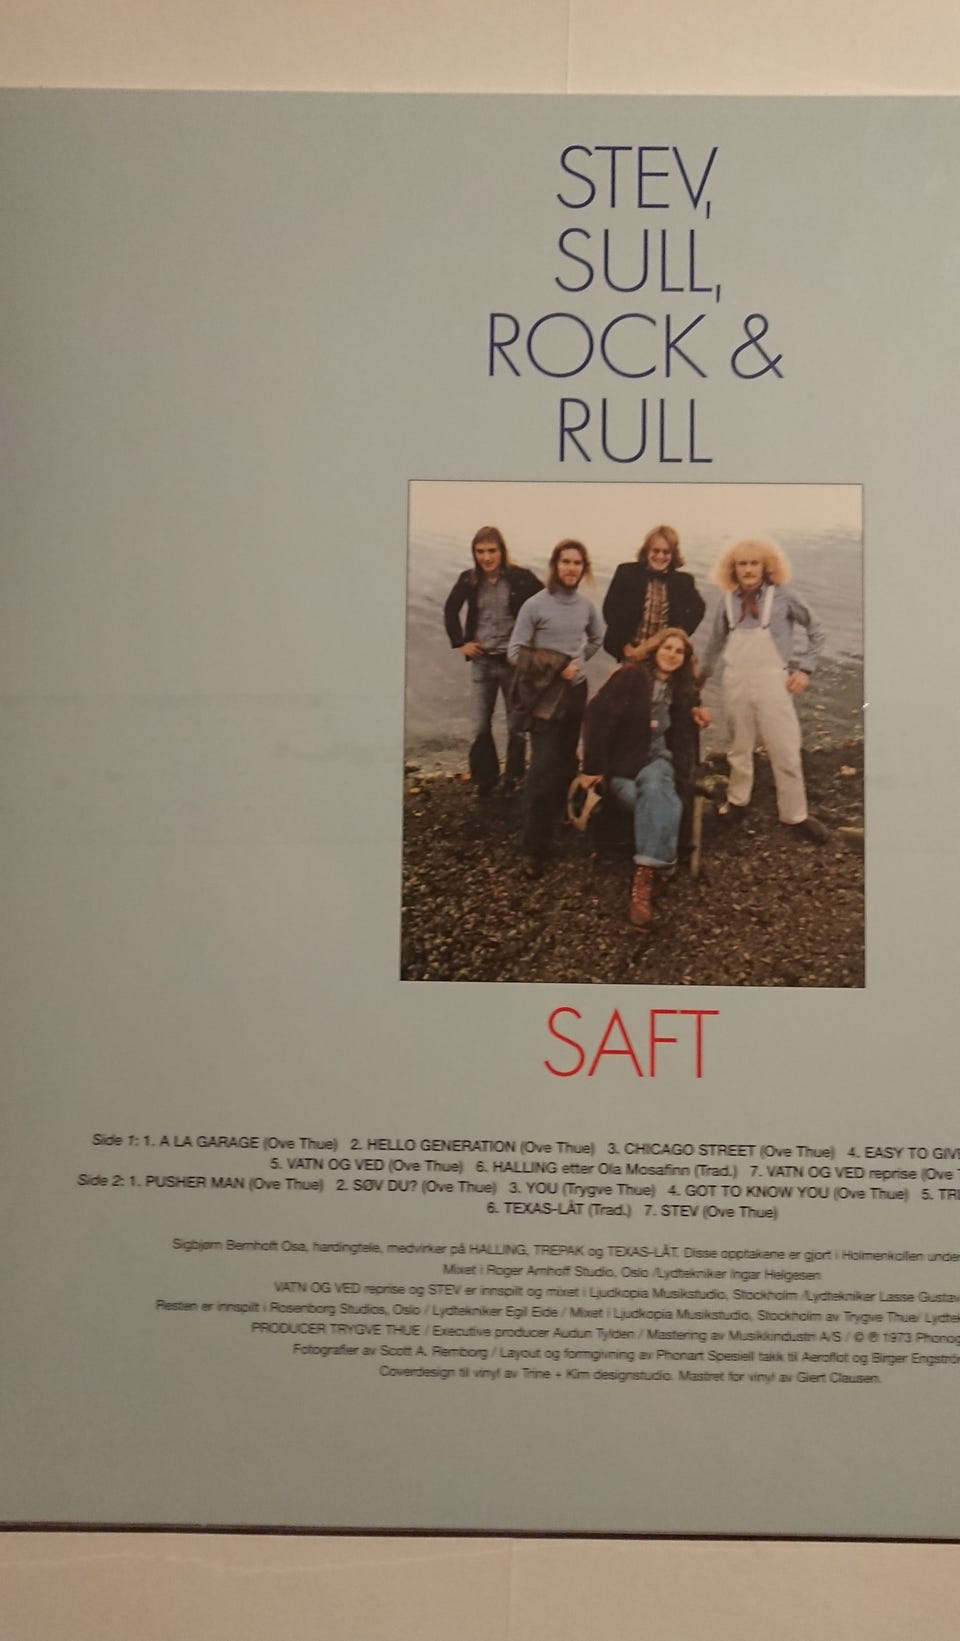 STEV,
SULL,
ROCK &
RULL
SAFT
Side 1: 1. A LA GARAGE (Ove Thue) 2. HELLO GENERATION (Ove Thue) 3. CHICAGO STREET (Ove Thue) 4. EASY TO
5. VATN OG VED (Ove Thue) 6. HALLING etter Ola Mosafinn (Trad.) 7. VATN OG VED reprise (Ove
Side 2: 1. PUSHER MAN (Ove Thue) 2. SØV DU? (Ove Thue) 3. YOU (Trygve Thue) 4. GOT TO KNOW YOU (Ove Thue) 5.
6. TEXAS-LÅT (Trad.) 7. STEV (Ove Thue)
Sigbjørn Bernhoft Osa, hardingfele, medvirker på HALLING, TREPAK og TEXAS-LÅT. Disse opptakene er gjort i Holmenkollen under
Mixet i Roger Arnhoff Studio, Oslo /Lydtekniker Ingar Helgesen
VATN OG VED reprise og STEV er innspilt og mixet i Ljudkopia Musikstudio, Stockholm /Lydtekniker Lasse
Resten er innspilt i Rosenborg Studios, Oslo / Lydtekniker Egil Eide / Mixet i Ljudkopia Musikstudio, Stockholm av Trygve Thue/
PRODUCER TRYGVE THUE / Executive producer Audun Tylden / Mastering av Musikkindustri A/S / © ℗ 1973
Fotografier av Scott A. Remborg / Layout og formgivning av Phonart Spesiell takk til Aeroflot og Birger
Coverdesign til vinyl av Trine + Kim designstudio. Mastret for vinyl av Giert Clausen.